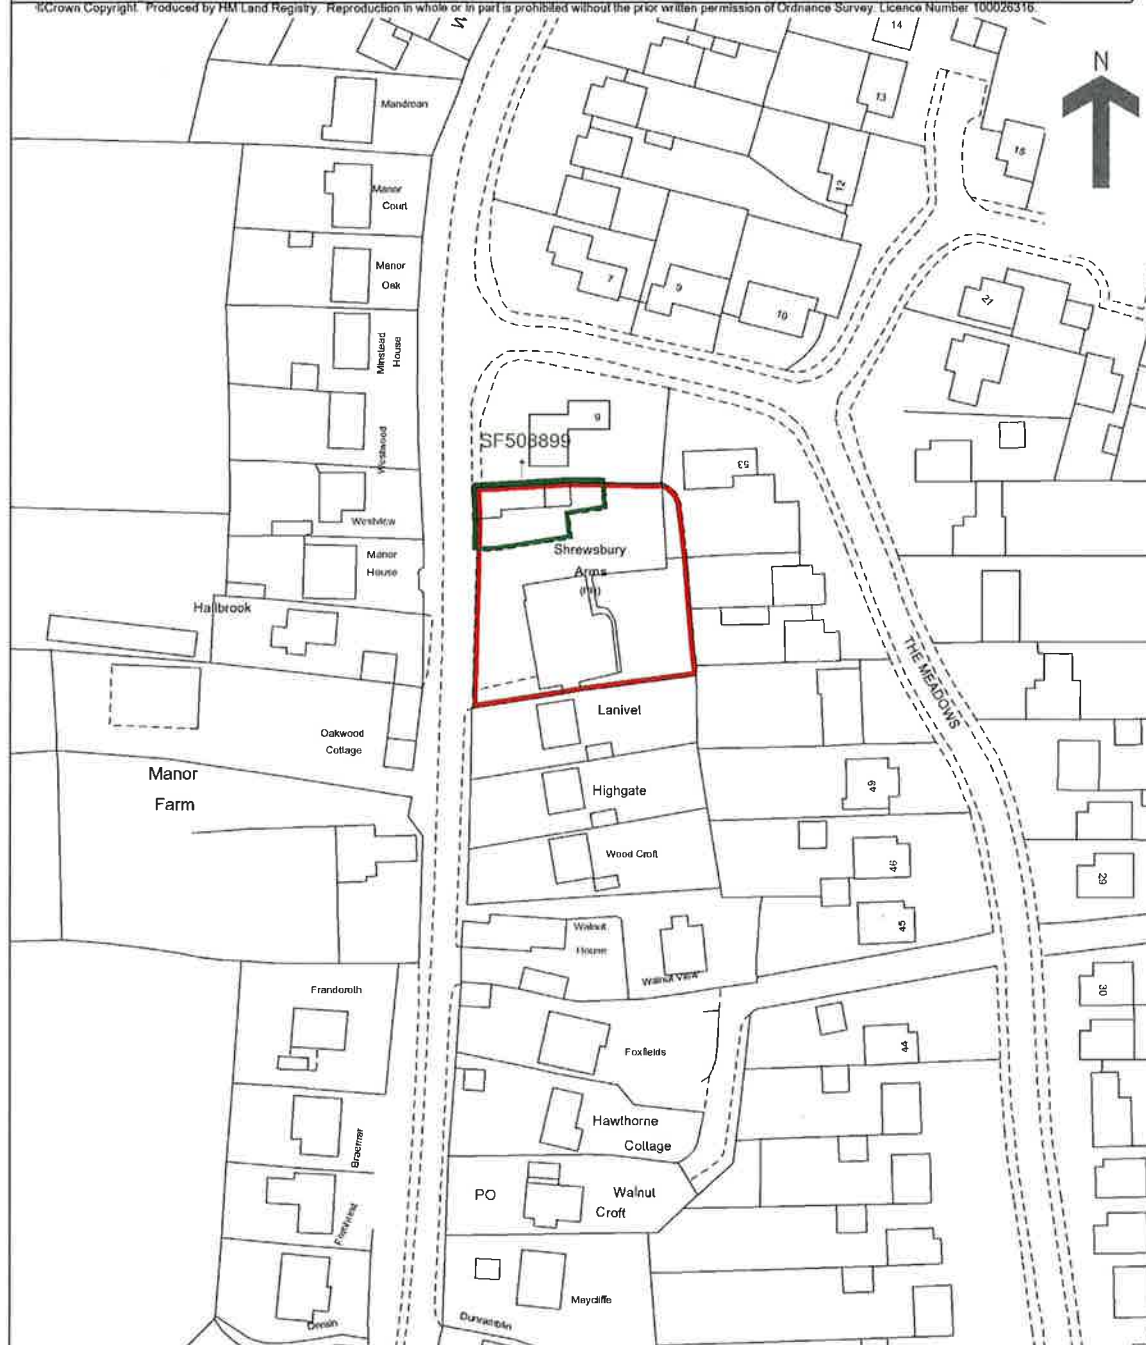 ©Crown Copyright. Produced by HM Land Registry. Reproduction in whole or in part is prohibited without the prior written permission of Ordnance Survey. Licence Number 100026316.
14
N
13
Mandroan
15
12
Manor
Court
Manor
Oak
7
9
10
21
Minstead
House
SF508899
9
Westwood
53
Westview
Shrewsbury
Arms
(PH)
Manor
House
Hallbrook
THE MEADOWS
Lanivet
Oakwood
Cottage
Manor
Farm
Highgate
49
Wood Croft
46
29
45
Walnut
House
Walnut View
Frandoroth
30
Foxfields
44
Hawthorne
Cottage
Braemar
PO
Walnut
Croft
Maycliffe